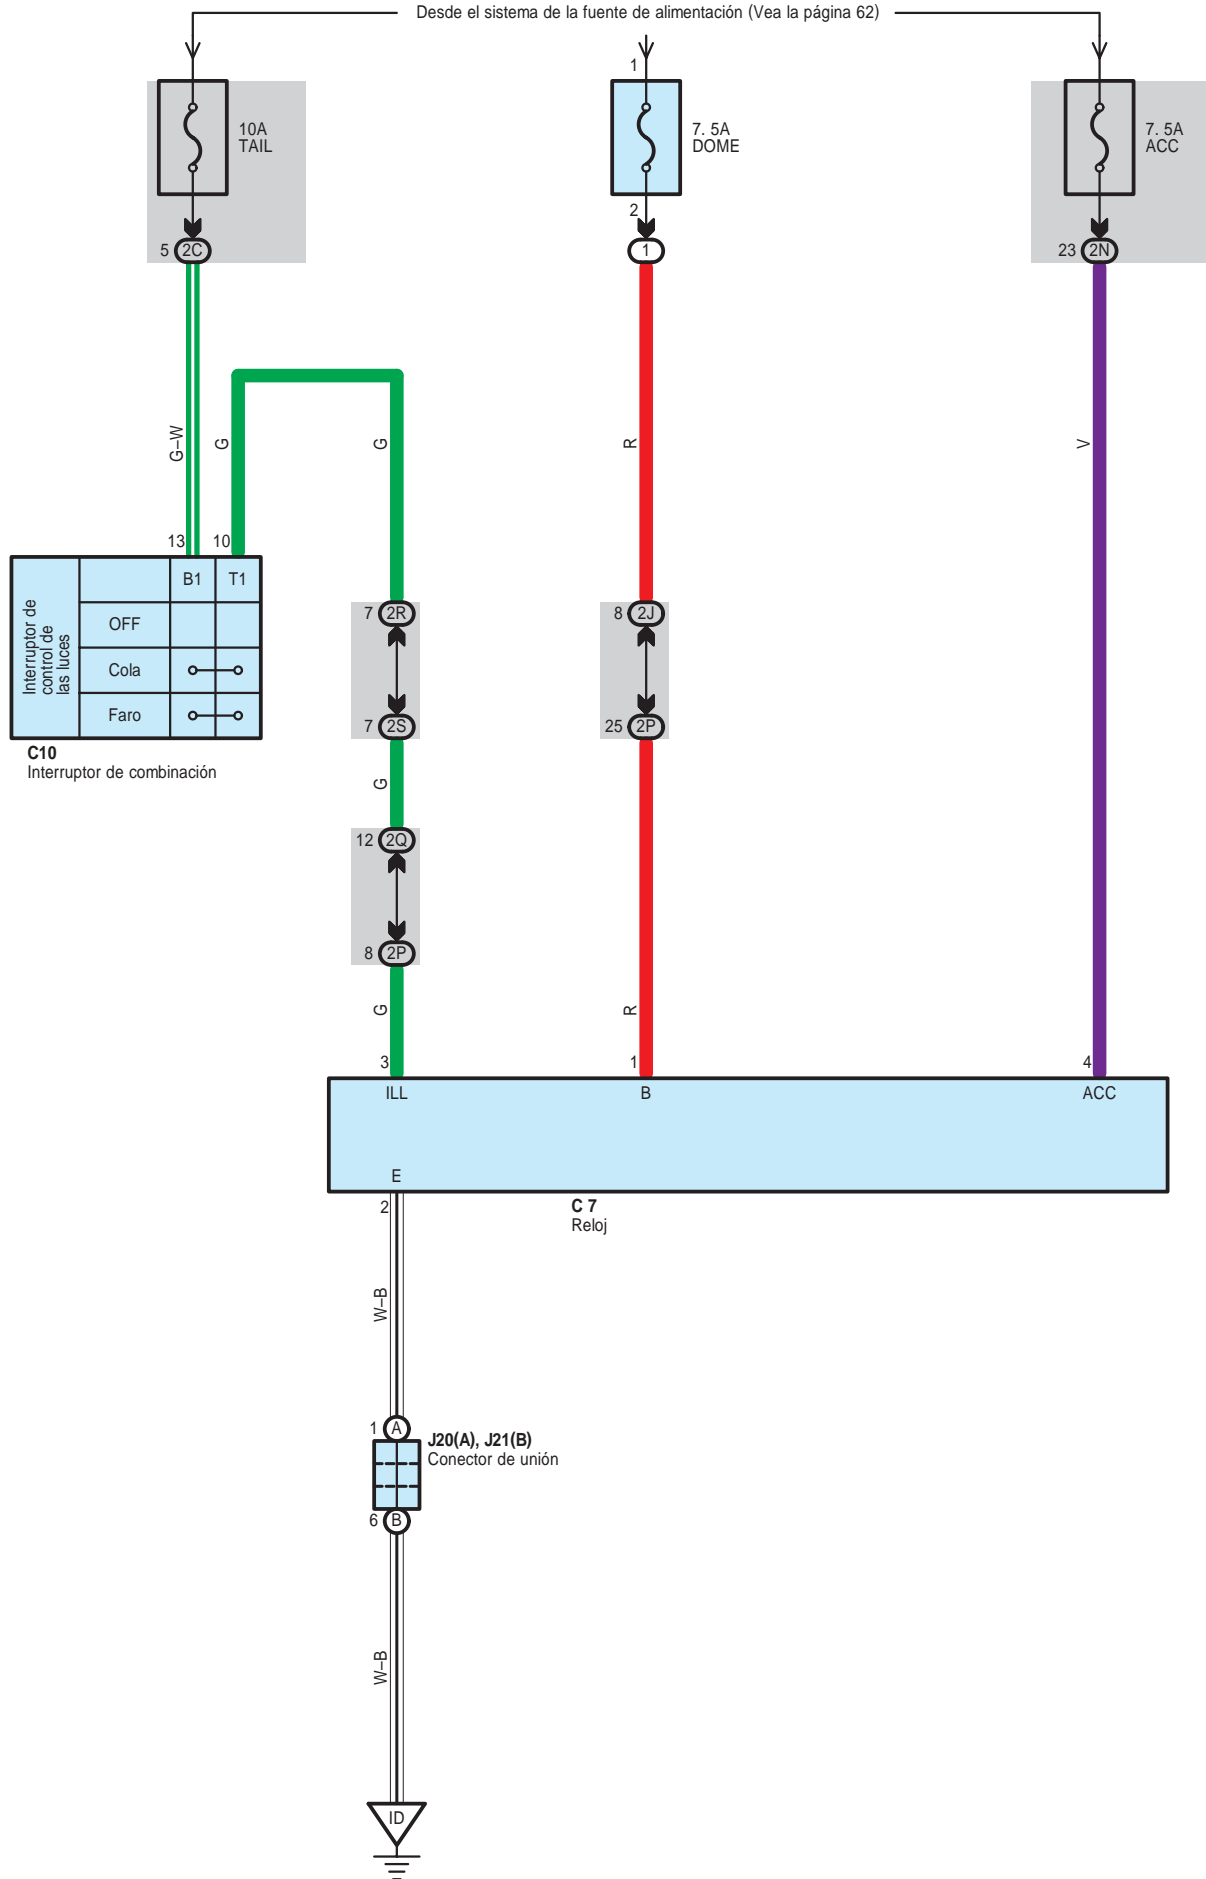 Desde el sistema de la fuente de alimentación (Vea la página 62)
1
10A
TAIL
7. 5A
DOME
7. 5A
ACC
2
5 2C
1
23 2N
G–W
G
G
R
V
13
10
B1
T1
Interruptor de
control de
las luces
OFF
Cola
Faro
C10
Interruptor de combinación
7 2R
8 2J
7 2S
25 2P
G
12 2Q
8 2P
G
R
3
1
4
ILL
B
ACC
E
2
C 7
Reloj
W–B
1 A
J20(A), J21(B)
Conector de unión
6 B
W–B
ID